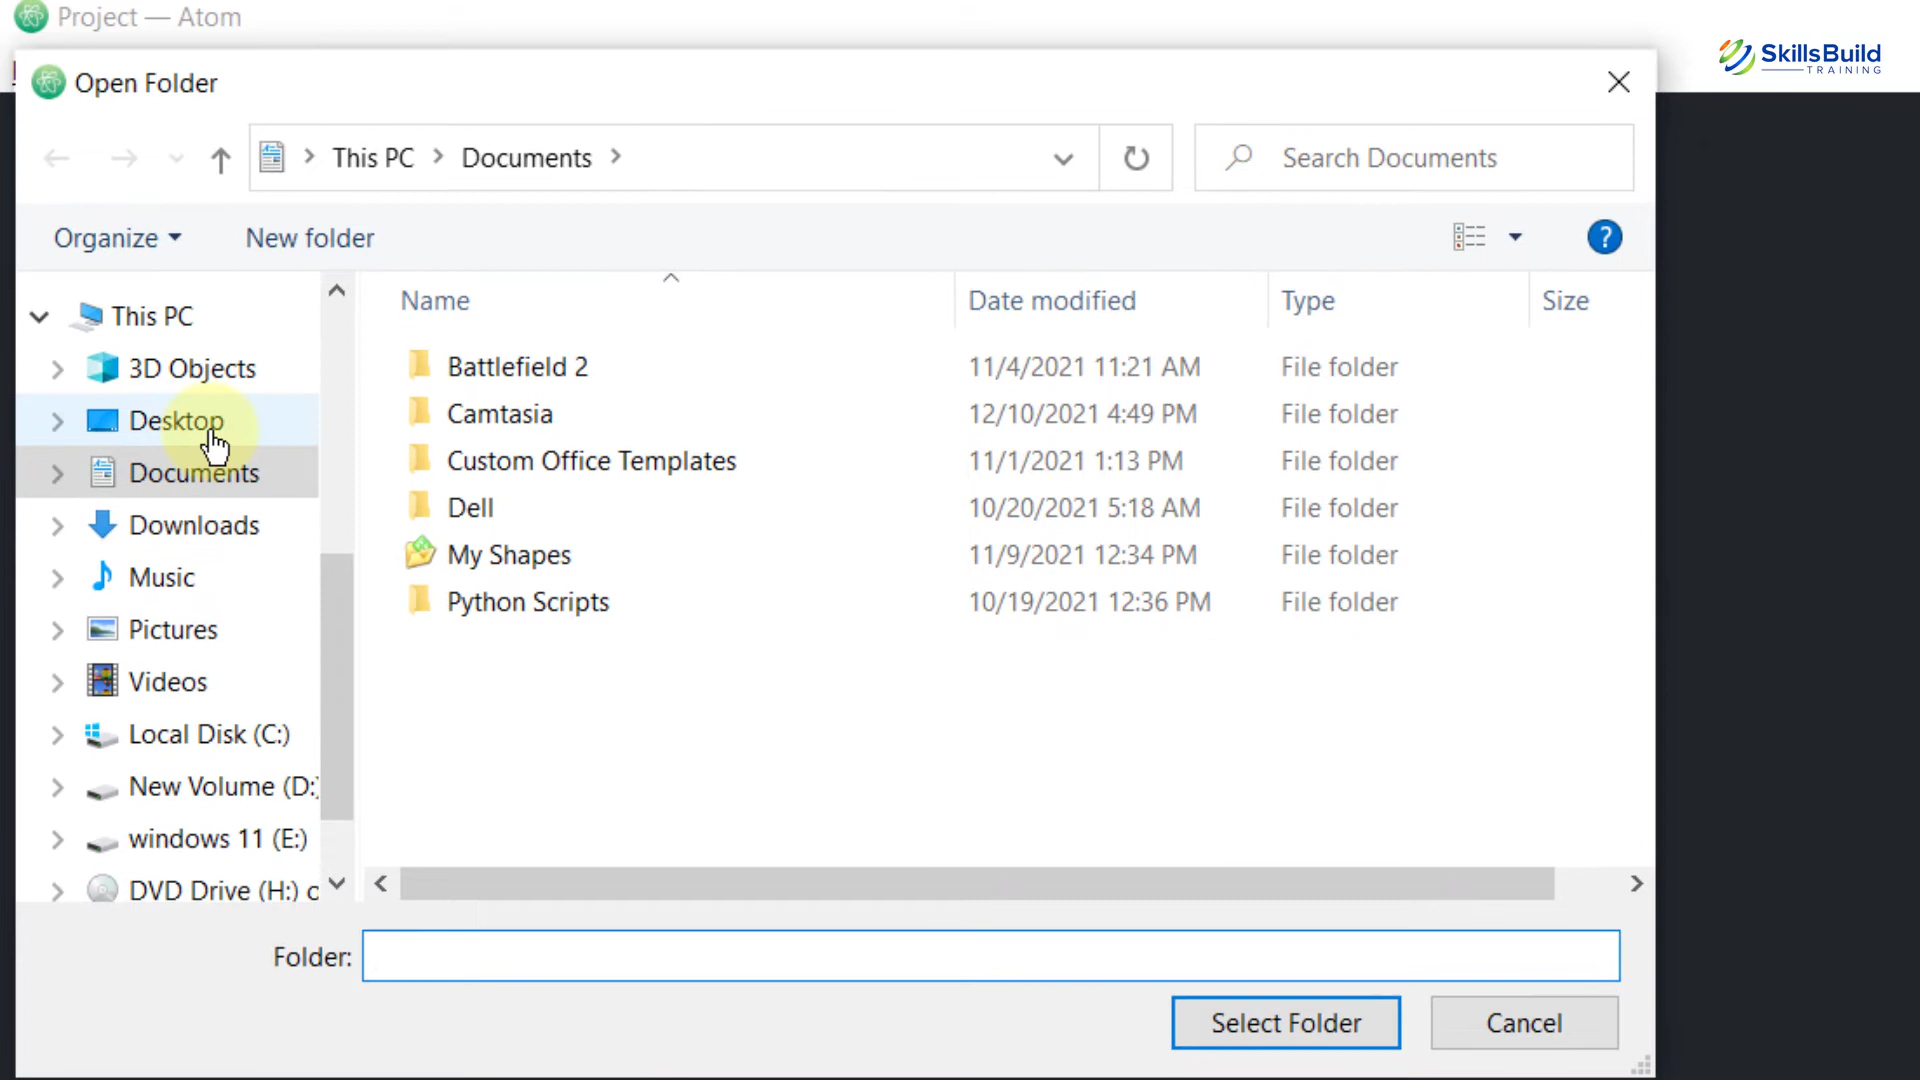 Project — Atom
SkillsBuild
TRAINING
Open Folder
This PC
Documents
Search Documents
Organize
New folder
?
Name
Date modified
Type
Size
This PC
3D Objects
Desktop
Documents
Downloads
Music
Pictures
Videos
Local Disk (C:)
New Volume (D:)
windows 11 (E:)
DVD Drive (H:) o
Battlefield 2 11/4/2021 11:21 AM File folder
Camtasia 12/10/2021 4:49 PM File folder
Custom Office Templates 11/1/2021 1:13 PM File folder
Dell 10/20/2021 5:18 AM File folder
My Shapes 11/9/2021 12:34 PM File folder
Python Scripts 10/19/2021 12:36 PM File folder
Folder:
Select Folder
Cancel